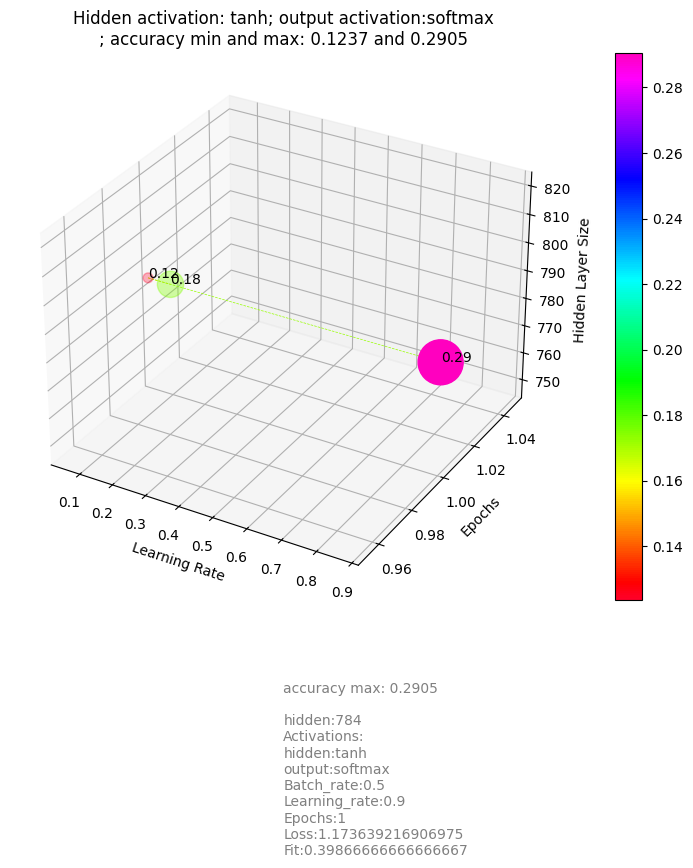 Hidden activation: tanh; output activation:softmax
; accuracy min and max: 0.1237 and 0.2905
0.28
0.26
0.24
0.22
0.20
0.18
0.16
0.14
820
810
800
790
780
770
760
750
Hidden Layer Size
0.12
0.18
0.29
1.04
1.02
1.00
0.98
0.96
Epochs
0.1
0.2
0.3
0.4
0.5
0.6
0.7
0.8
0.9
Learning Rate
accuracy max: 0.2905
hidden:784
Activations:
hidden:tanh
output:softmax
Batch_rate:0.5
Learning_rate:0.9
Epochs:1
Loss:1.173639216906975
Fit:0.39866666666666667